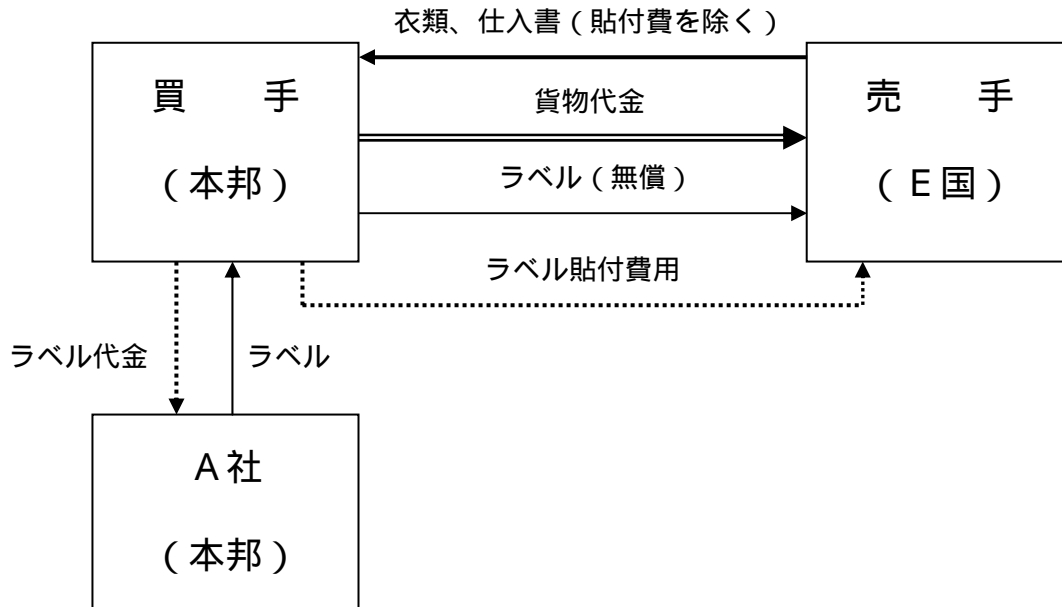 衣類、仕入書（貼付費を除く）
買　　手
（本邦）
売　　手
（Ｅ国）
貨物代金
ラベル（無償）
ラベル貼付費用
ラベル代金
ラベル
Ａ社
（本邦）